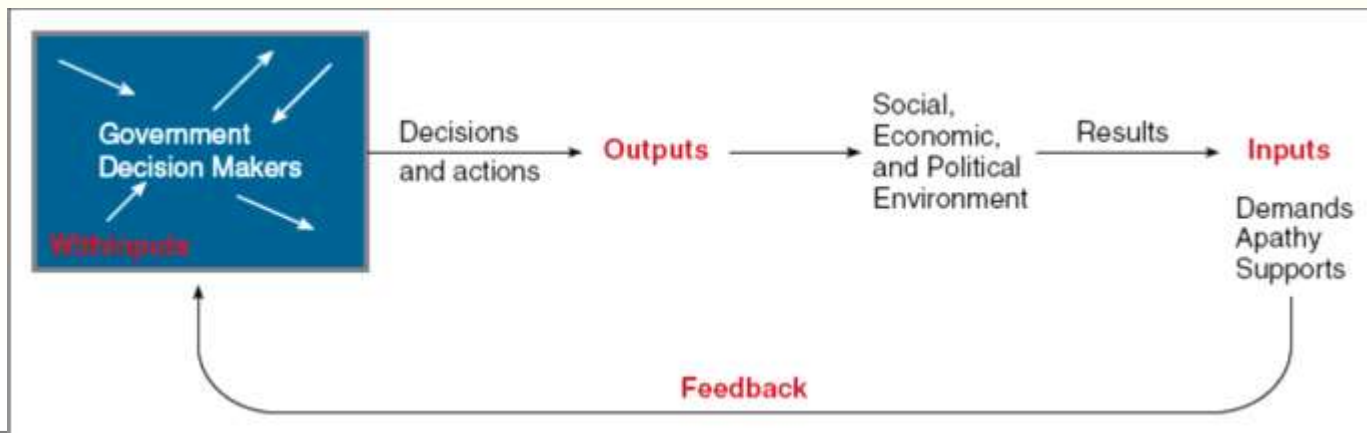 Government
Decision Makers
Withinputs
Decisions
and actions
Outputs
Social,
Economic,
and Political
Environment
Results
Inputs
Demands
Apathy
Supports
Feedback